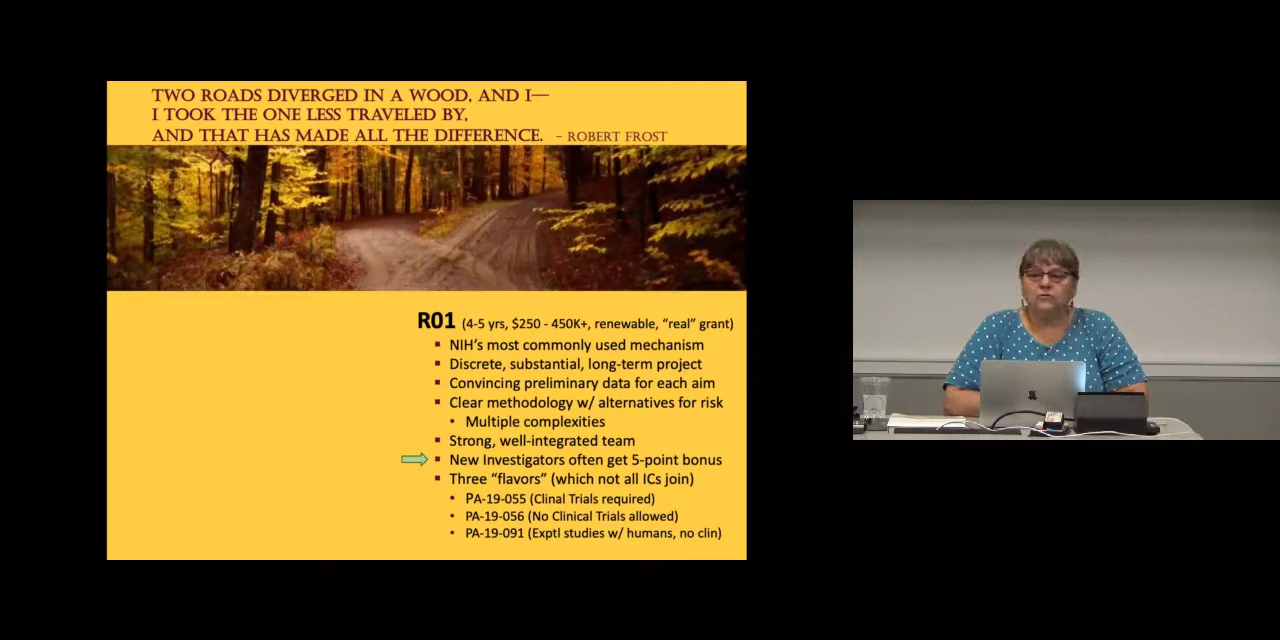 TWO ROADS DIVERGED IN A WOOD, AND I—
I TOOK THE ONE LESS TRAVELED BY,
AND THAT HAS MADE ALL THE DIFFERENCE. – ROBERT FROST
R01 (4-5 yrs, $250 - 450K+, renewable, “real” grant)
▪ NIH’s most commonly used mechanism
▪ Discrete, substantial, long-term project
▪ Convincing preliminary data for each aim
▪ Clear methodology w/ alternatives for risk
• Multiple complexities
▪ Strong, well-integrated team
▪ New Investigators often get 5-point bonus
▪ Three “flavors” (which not all ICs join)
• PA-19-055 (Clinal Trials required)
• PA-19-056 (No Clinical Trials allowed)
• PA-19-091 (Exptl studies w/ humans, no clin)